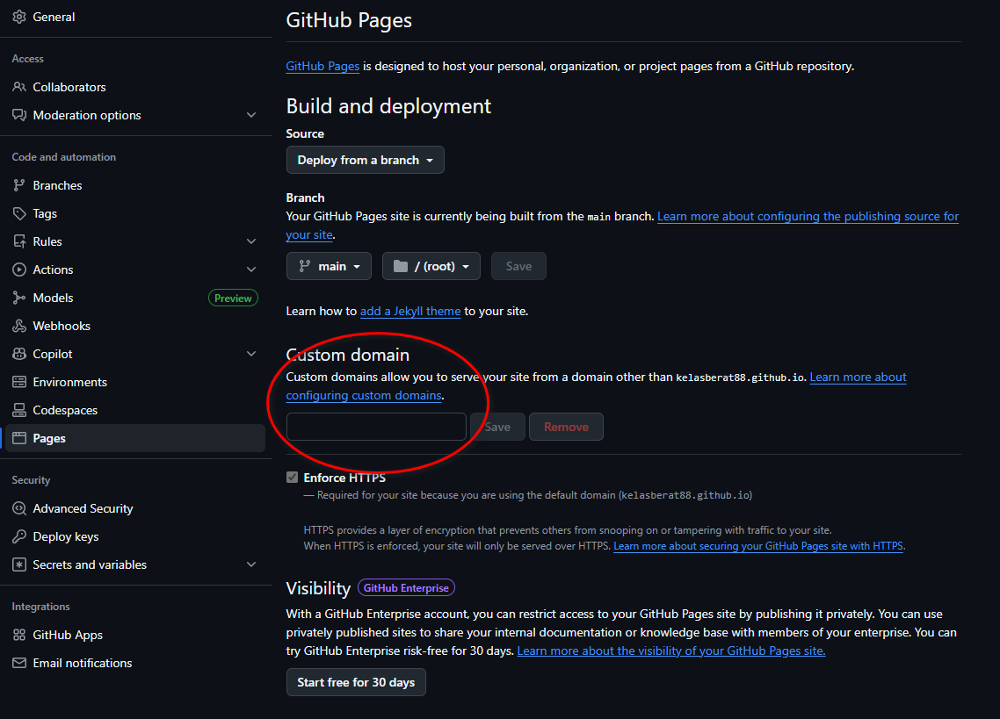 General
Access
Collaborators
Moderation options
Code and automation
Branches
Tags
Rules
Actions
Models
Preview
Webhooks
Copilot
Environments
Codespaces
Pages
Security
Advanced Security
Deploy keys
Secrets and variables
Integrations
GitHub Apps
Email notifications
GitHub Pages
GitHub Pages is designed to host your personal, organization, or project pages from a GitHub repository.
Build and deployment
Source
Deploy from a branch
Branch
Your GitHub Pages site is currently being built from the main branch. Learn more about configuring the publishing source for
your site.
main
/ (root)
Save
Learn how to add a Jekyll theme to your site.
Custom domain
Custom domains allow you to serve your site from a domain other than kelasberat88.github.io. Learn more about
configuring custom domains.
Save
Remove
Enforce HTTPS
— Required for your site because you are using the default domain (kelasberat88.github.io)
HTTPS provides a layer of encryption that prevents others from snooping on or tampering with traffic to your site.
When HTTPS is enforced, your site will only be served over HTTPS. Learn more about securing your GitHub Pages site with HTTPS.
Visibility
GitHub Enterprise
With a GitHub Enterprise account, you can restrict access to your GitHub Pages site by publishing it privately. You can use
privately published sites to share your internal documentation or knowledge base with members of your enterprise. You can
try GitHub Enterprise risk-free for 30 days. Learn more about the visibility of your GitHub Pages site.
Start free for 30 days